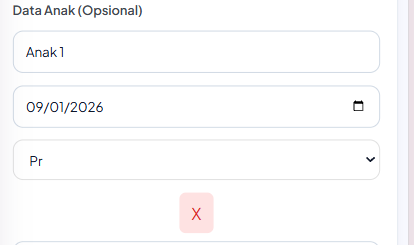 Data Anak (Opsional)
Anak 1
09/01/2026
Pr
X